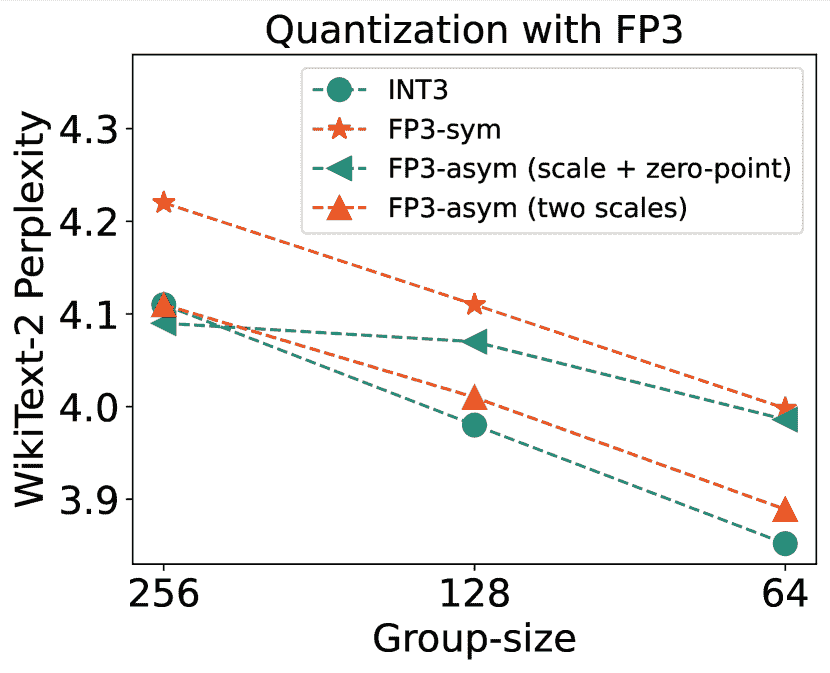 Quantization with FP3
INT3
FP3-sym
FP3-asym (scale + zero-point)
FP3-asym (two scales)
WikiText-2 Perplexity
4.3
4.2
4.1
4.0
3.9
256 128 64
Group-size